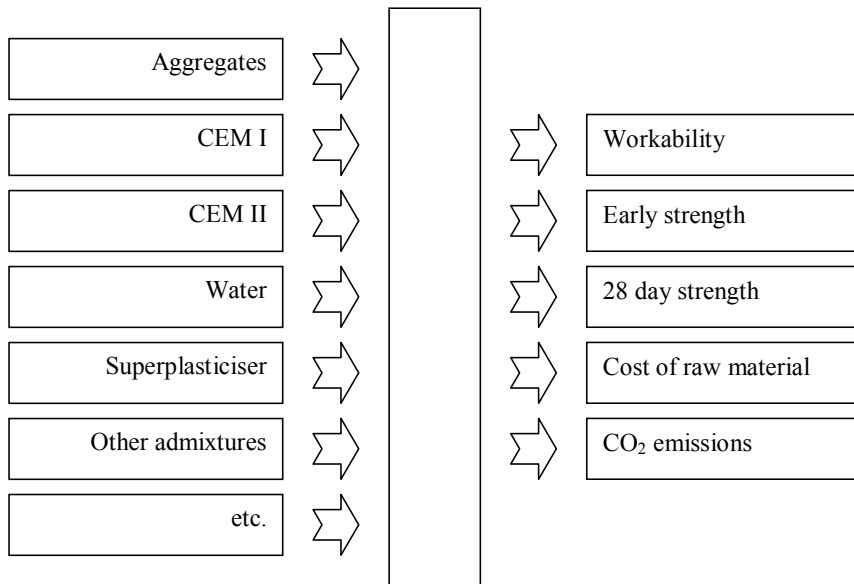 Aggregates
CEM I
CEM II
Water
Superplasticiser
Other admixtures
etc.
Workability
Early strength
28 day strength
Cost of raw material
CO₂ emissions